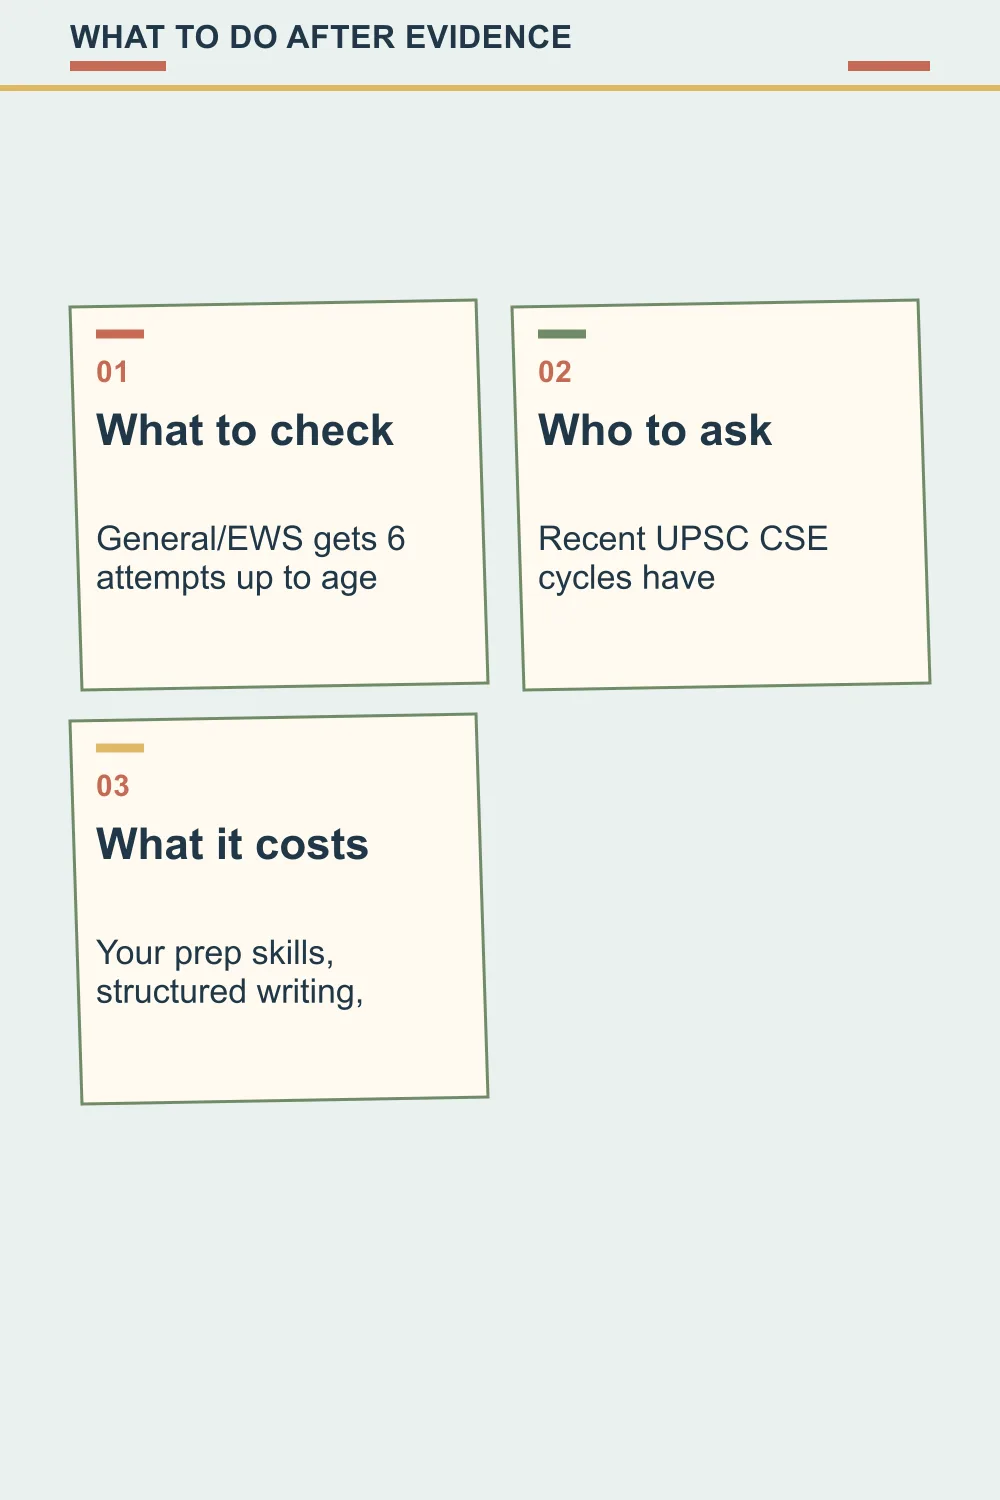 WHAT TO DO AFTER EVIDENCE
01
What to check
General/EWS gets 6
attempts up to age
02
Who to ask
Recent UPSC CSE
cycles have
03
What it costs
Your prep skills,
structured writing,